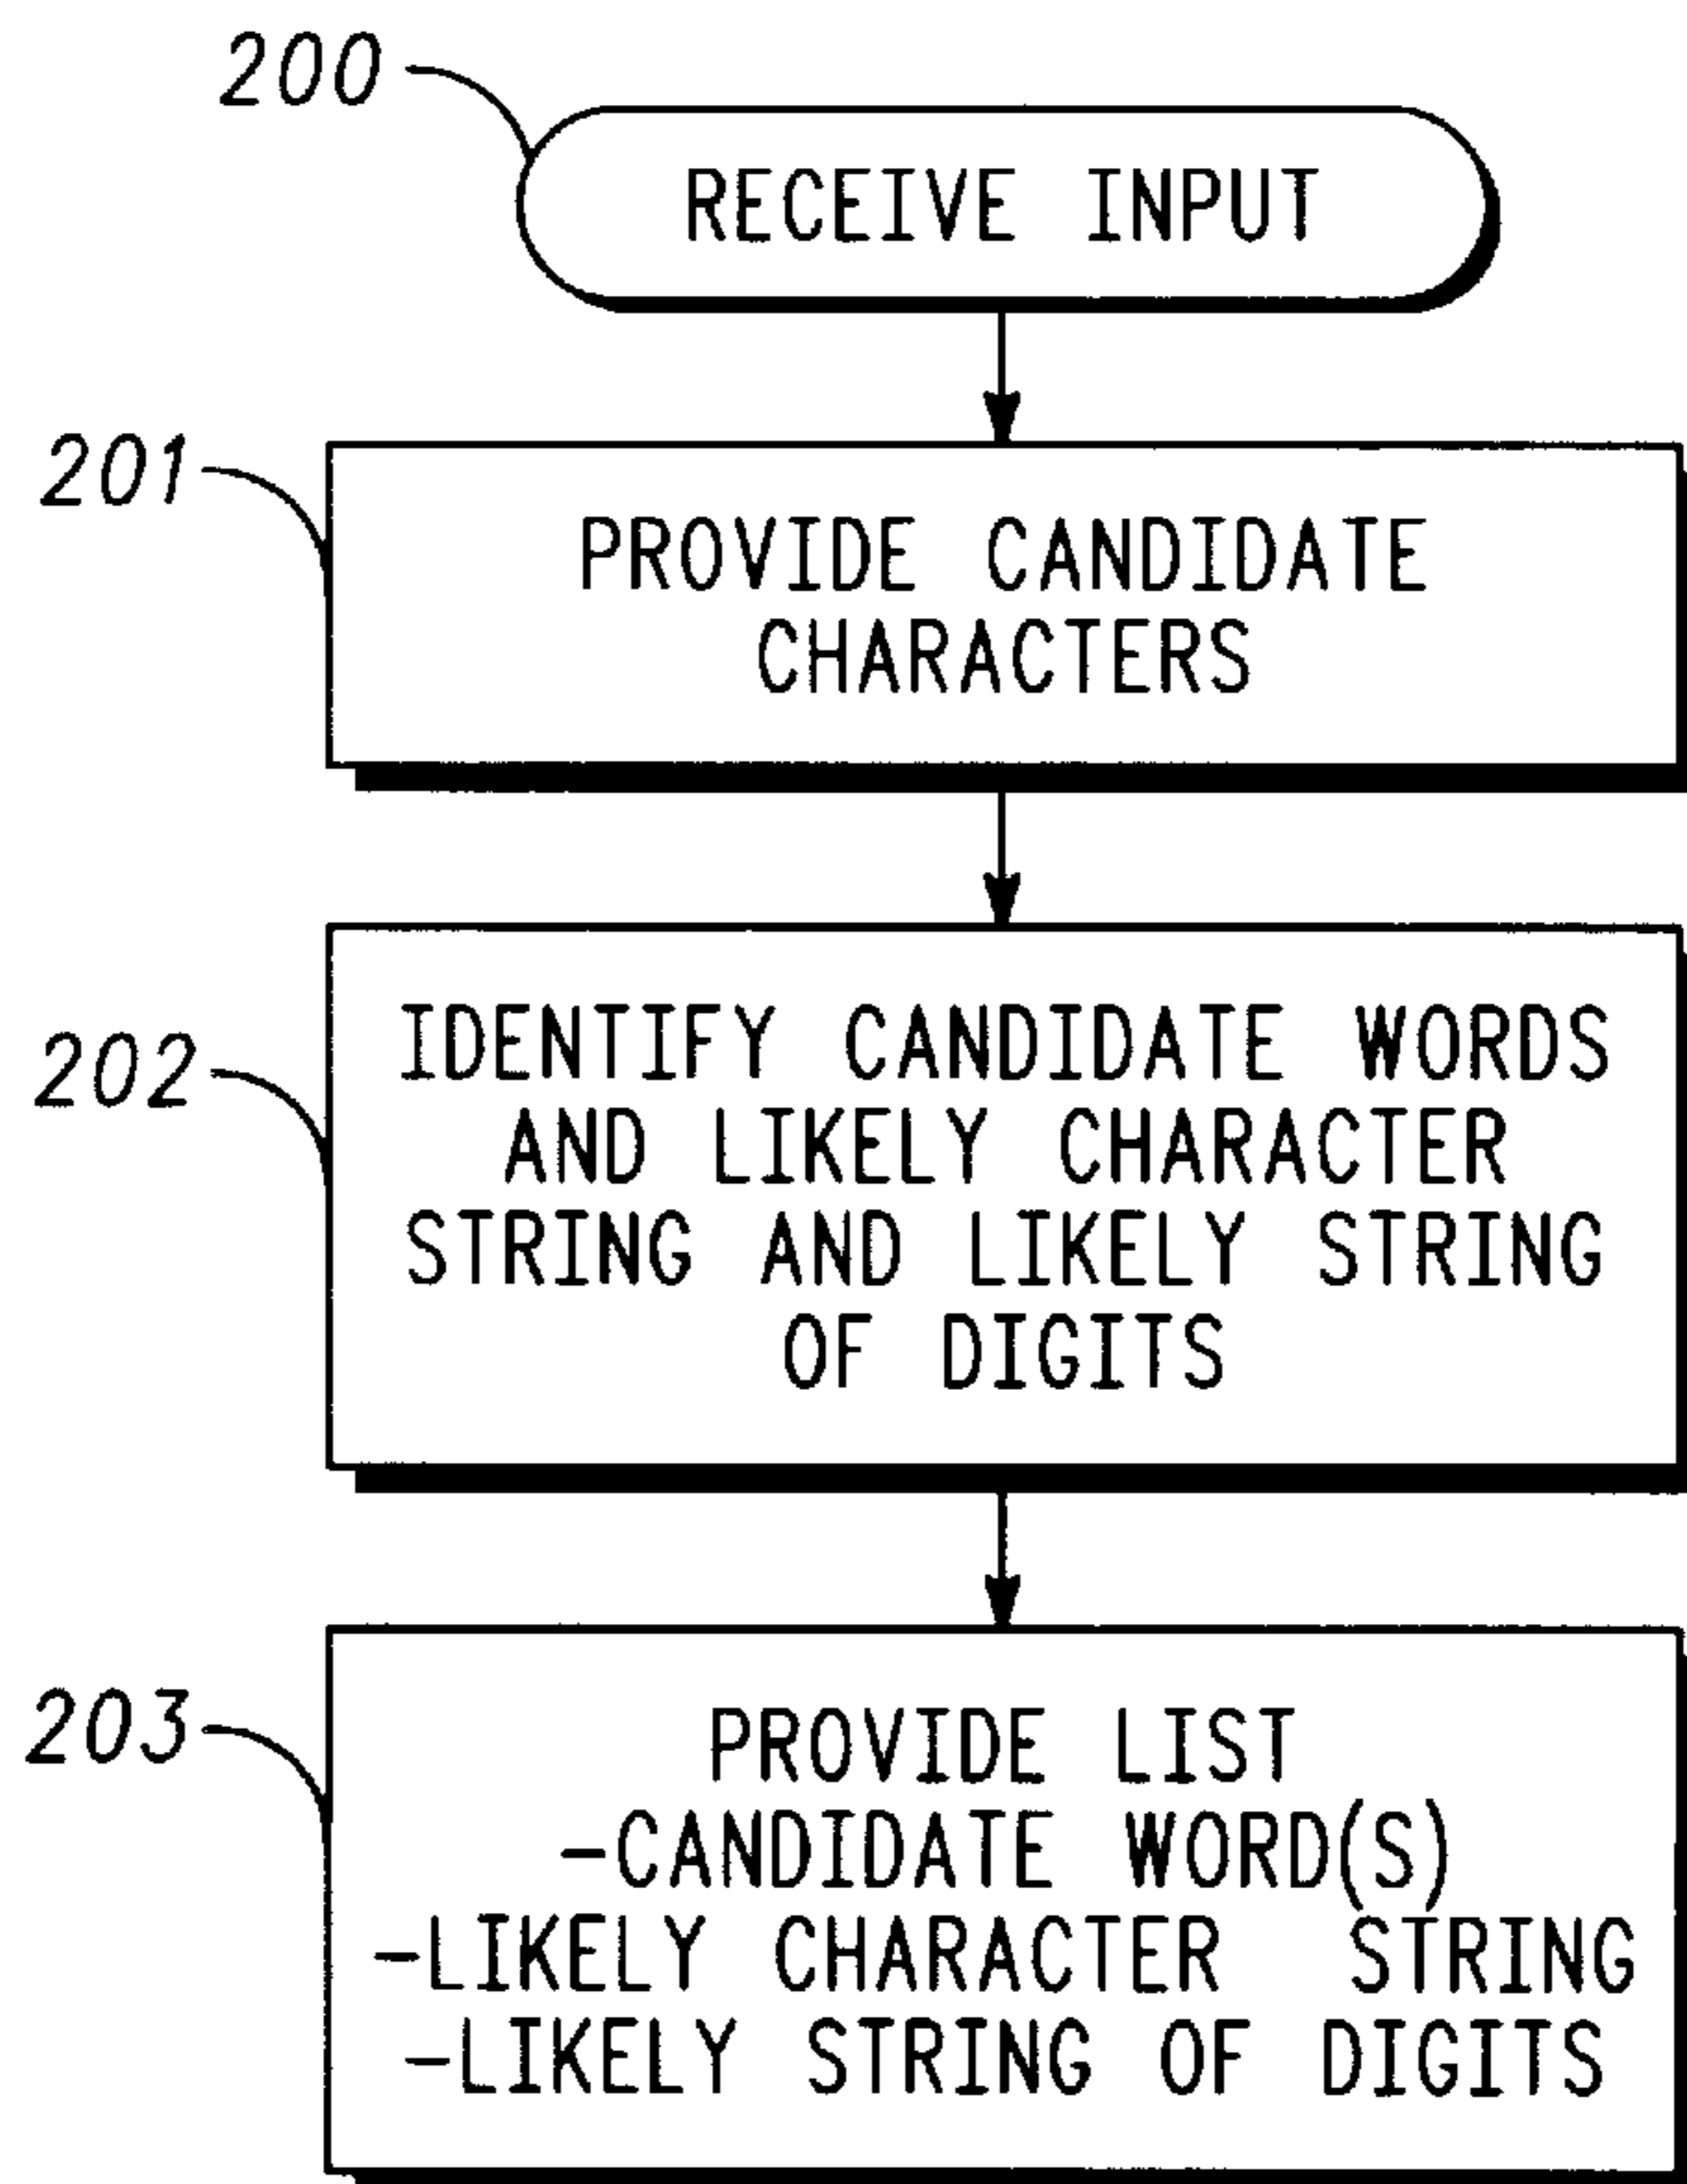 200
RECEIVE INPUT
201
PROVIDE CANDIDATE
CHARACTERS
202
IDENTIFY CANDIDATE WORDS
AND LIKELY CHARACTER
STRING AND LIKELY STRING
OF DIGITS
203
PROVIDE LIST
-CANDIDATE WORD(S)
-LIKELY CHARACTER STRING
-LIKELY STRING OF DIGITS